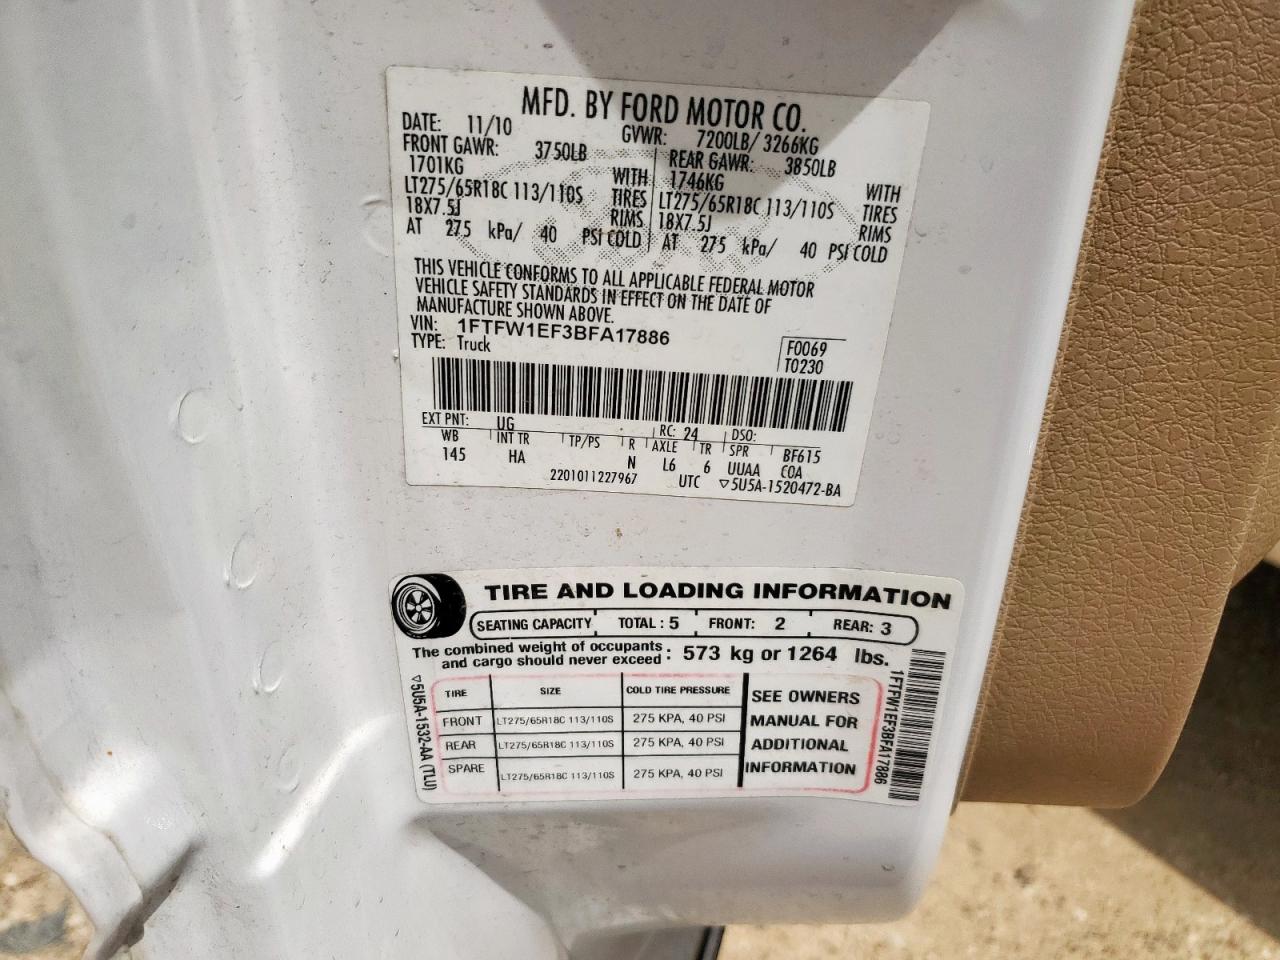 MFD. BY FORD MOTOR CO.
DATE: 11/10 GVWR: 7200LB/ 3266KG
FRONT GAWR: 3750LB REAR GAWR: 3850LB
1701KG WITH 1746KG WITH
LT275/65R18C 113/110S TIRES LT275/65R18C 113/110S TIRES
18X7.5J RIMS 18X7.5J RIMS
AT 275 kPa/ 40 PSI COLD AT 275 kPa/ 40 PSI COLD
THIS VEHICLE CONFORMS TO ALL APPLICABLE FEDERAL MOTOR
VEHICLE SAFETY STANDARDS IN EFFECT ON THE DATE OF
MANUFACTURE SHOWN ABOVE.
VIN: 1FTFW1EF3BFA17886
TYPE: Truck
F0069
T0230
EXT PNT: UG RC: 24 DSO:
WB INT TR TP/PS R AXLE TR SPR BF615
145 HA N L6 6 UUAA COA
2201011227967 UTC ▽5U5A-1520472-BA
TIRE AND LOADING INFORMATION
SEATING CAPACITY TOTAL : 5 FRONT: 2 REAR: 3
The combined weight of occupants
and cargo should never exceed : 573 kg or 1264 lbs.
TIRE SIZE COLD TIRE PRESSURE
FRONT LT275/65R18C 113/110S 275 KPA, 40 PSI
REAR LT275/65R18C 113/110S 275 KPA, 40 PSI
SPARE LT275/65R18C 113/110S 275 KPA, 40 PSI
SEE OWNERS
MANUAL FOR
ADDITIONAL
INFORMATION
▽5U5A-1532-AA (TLU)
1FTFW1EF3BFA17886